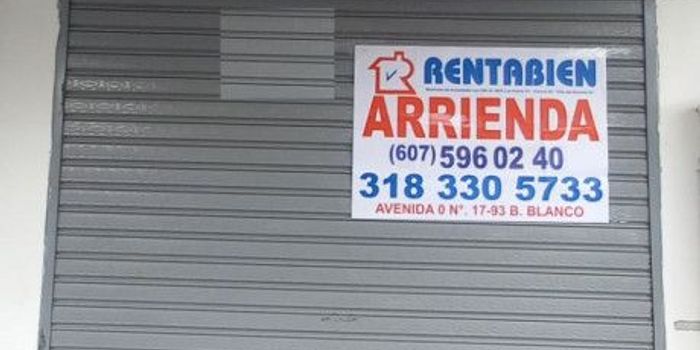 RENTABIEN
ARRIENDA
(607) 596 02 40
318 330 5733
AVENIDA 0 N°. 17-93 B. BLANCO